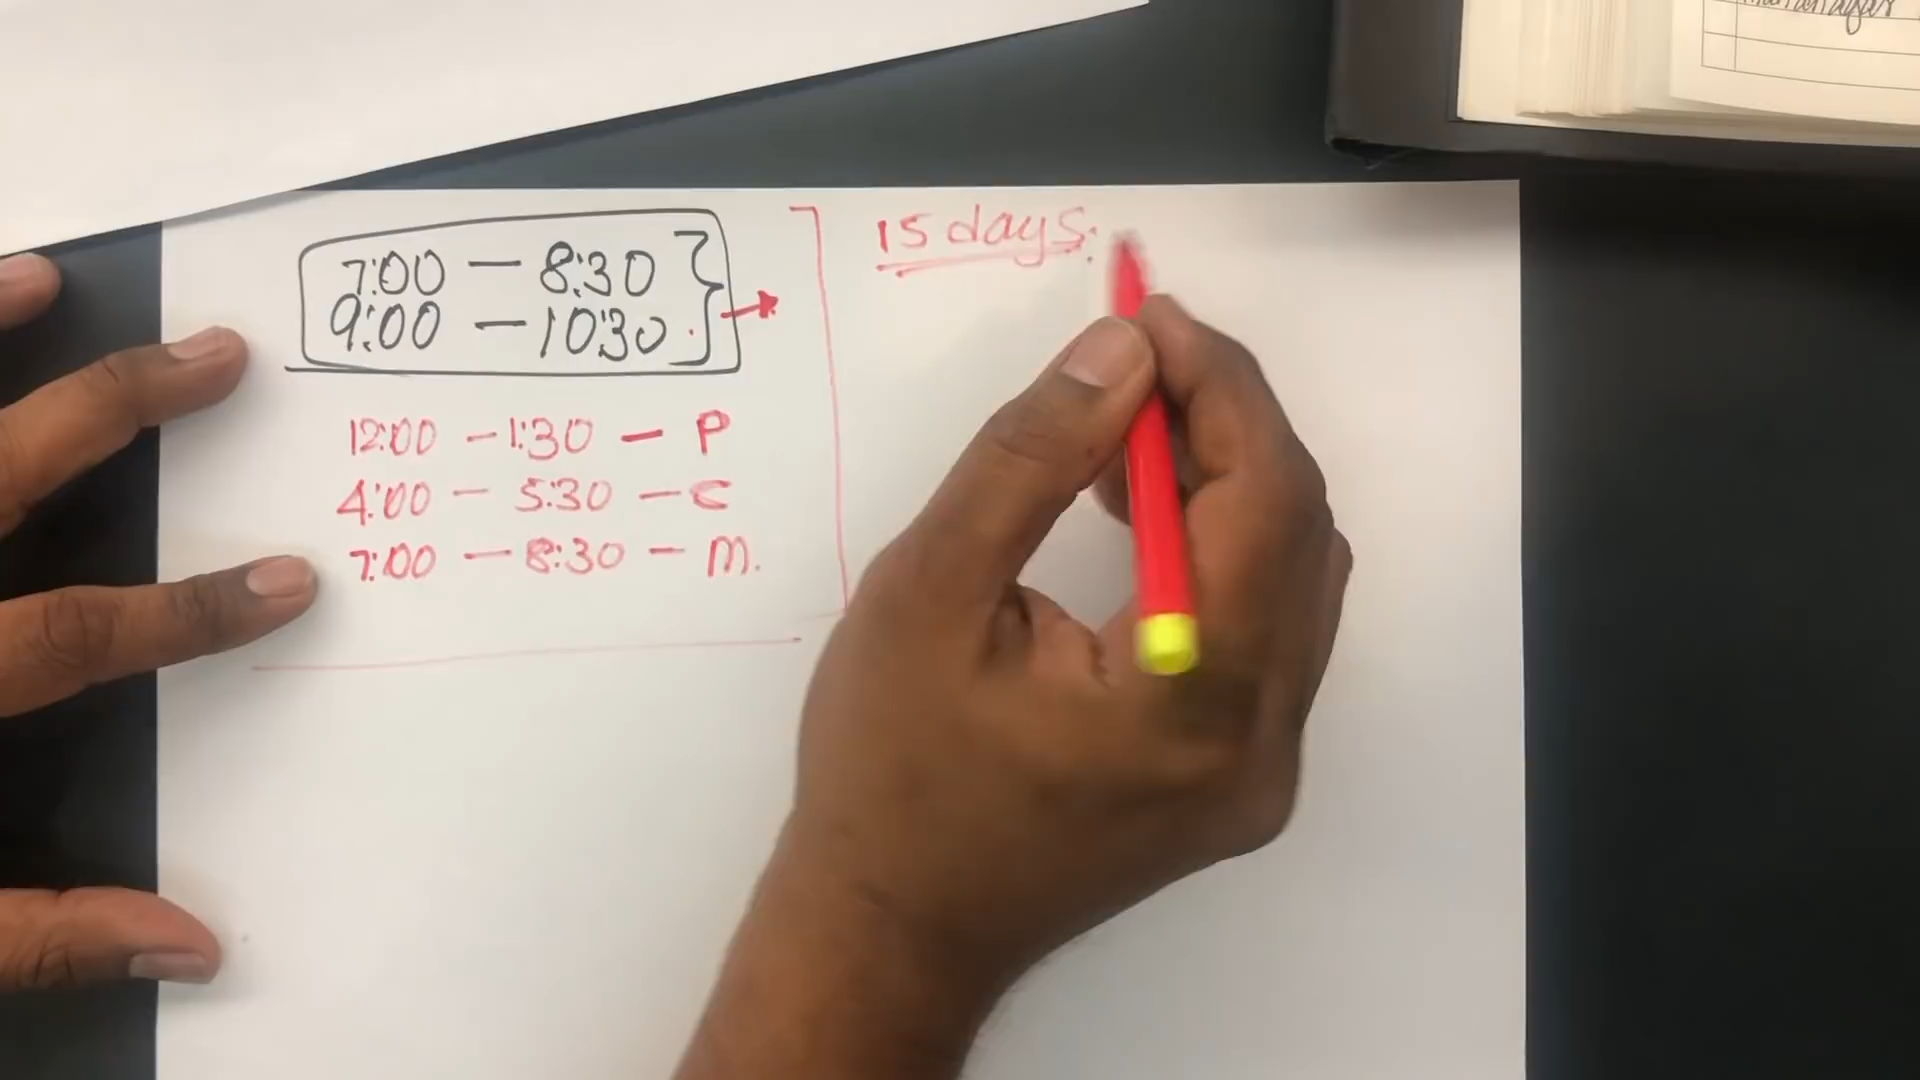 7:00 — 8:30
9:00 — 10:30
12:00 — 1:30 — P
4:00 — 5:30 — C
7:00 — 8:30 — M.
15 days: